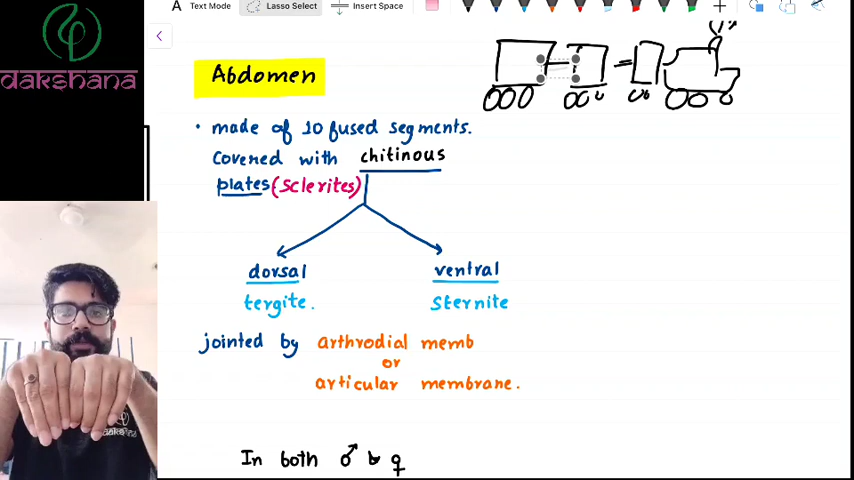 Text Mode Lasso Select Insert Space
dakshana
Abdomen
• made of 10 fused segments.
Covered with chitinous
plates (Sclerites)
dorsal ventral
tergite. Sternite
jointed by arthrodial memb
or
articular membrane.
In both ♂ & ♀